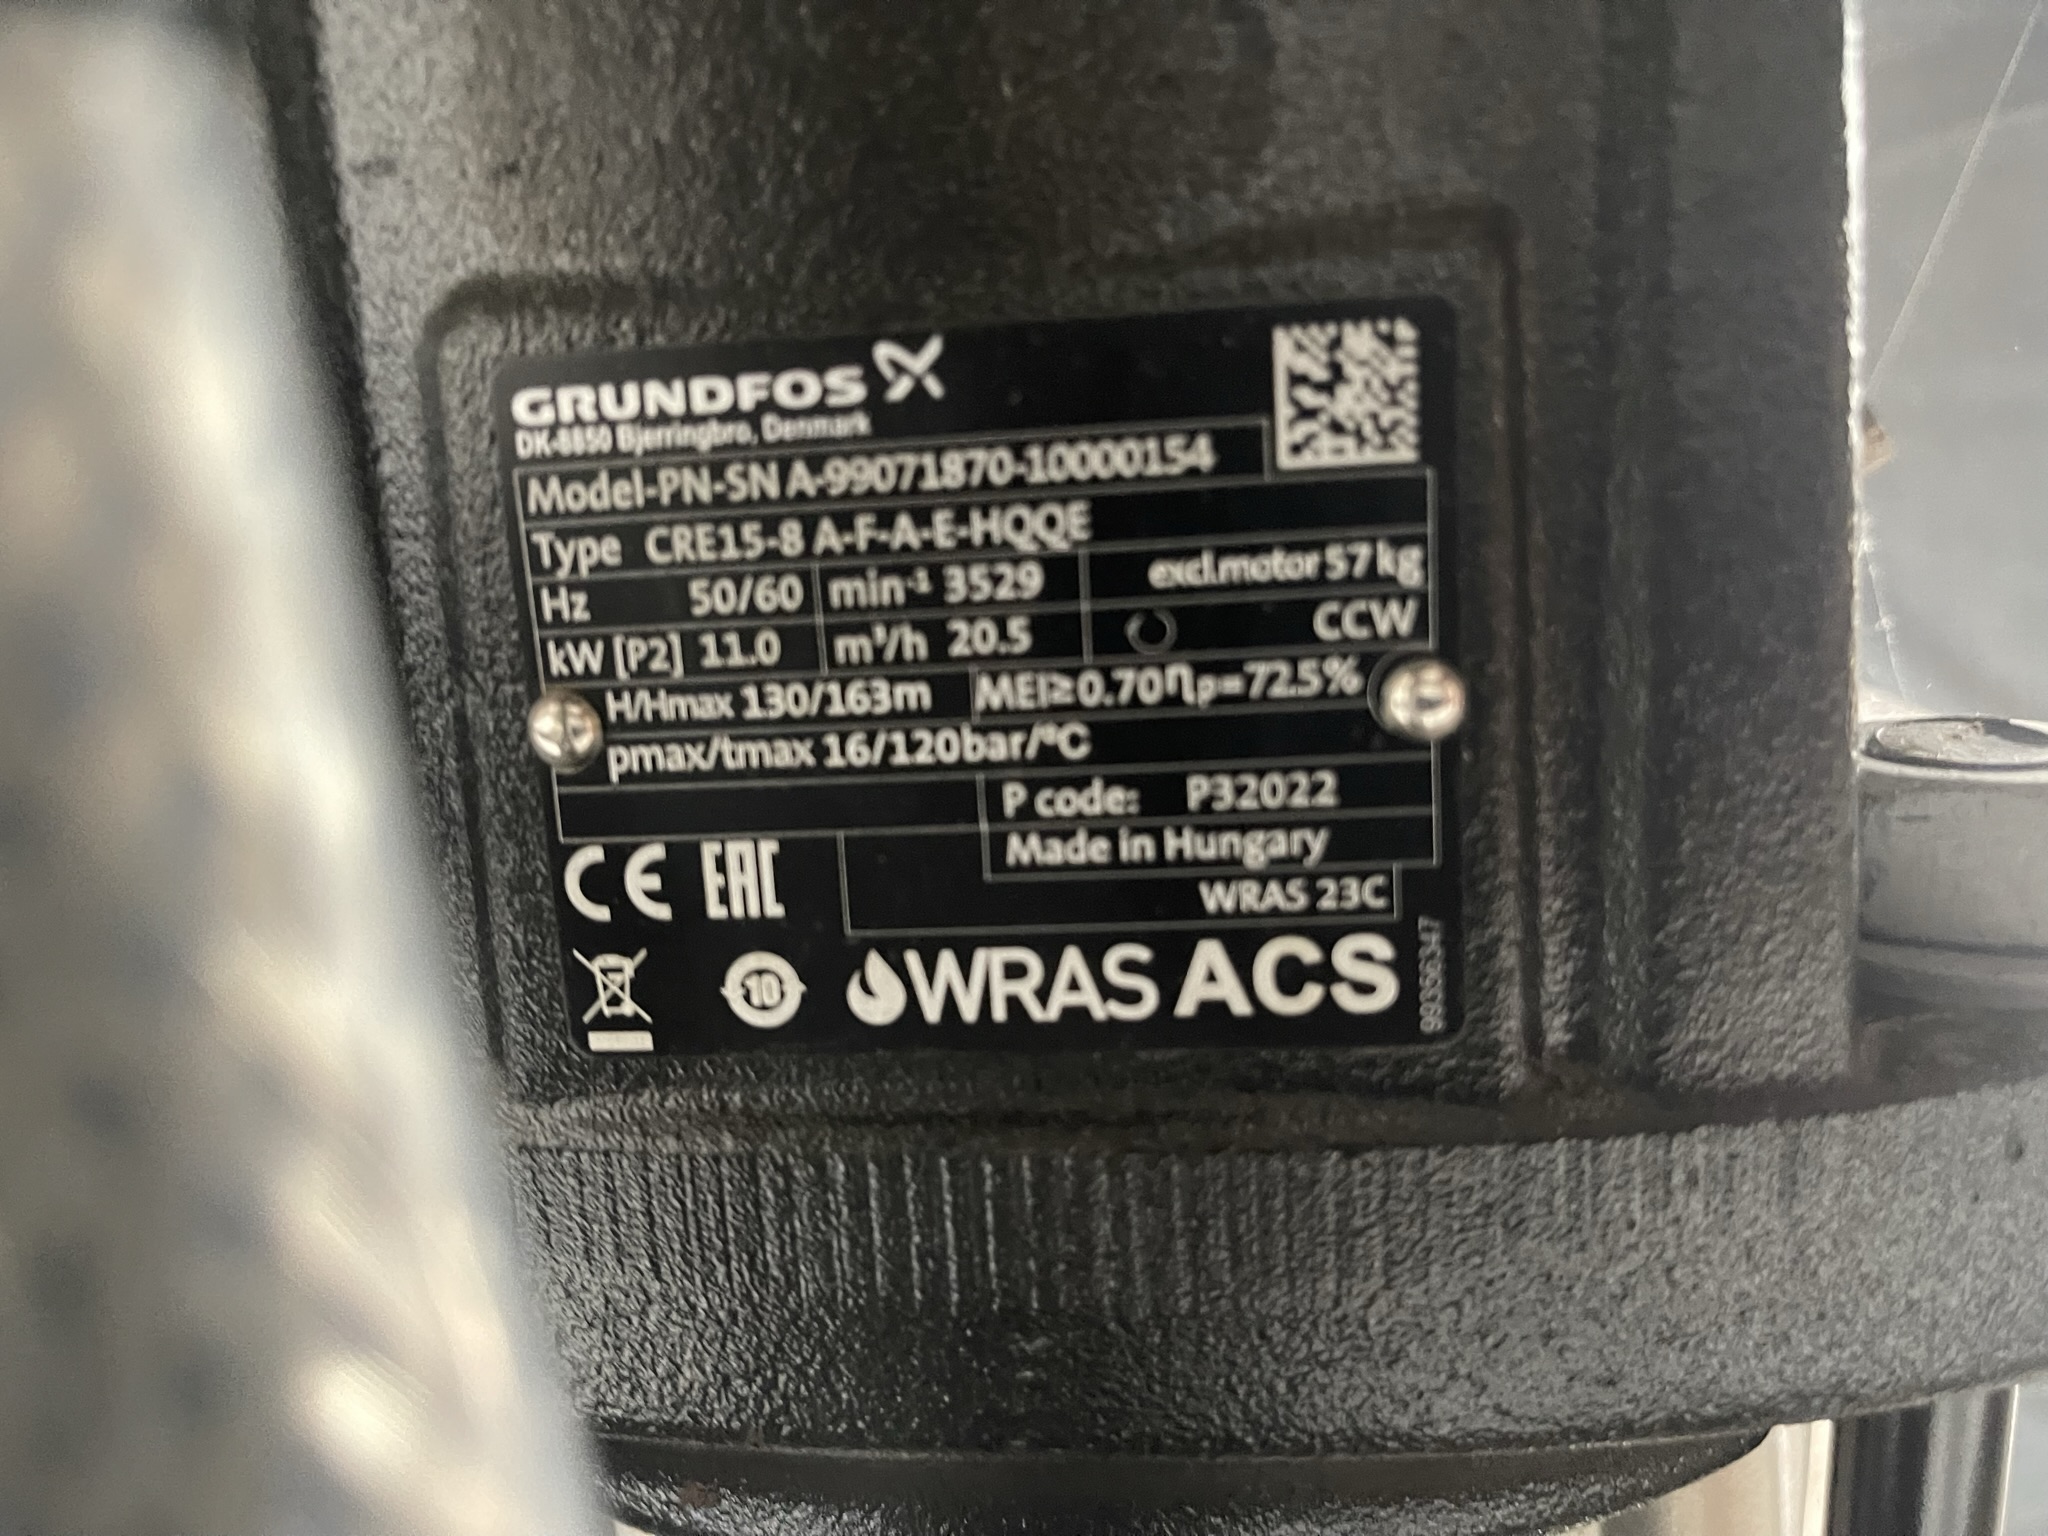 GRUNDFOS
DK-8850 Bjerringbro, Denmark
Model-PN-SN A-99071870-10000154
Type CRE15-8 A-F-A-E-HQQE
Hz 50/60 min-1 3529 excl.motor 57 kg
kW [P2] 11.0 m³/h 20.5 CCW
H/Hmax 130/163m MEI≥0.70 ηp=72.5%
pmax/tmax 16/120bar/°C
P code: P32022
Made in Hungary
WRAS 23C
CE EAC
10 WRAS ACS